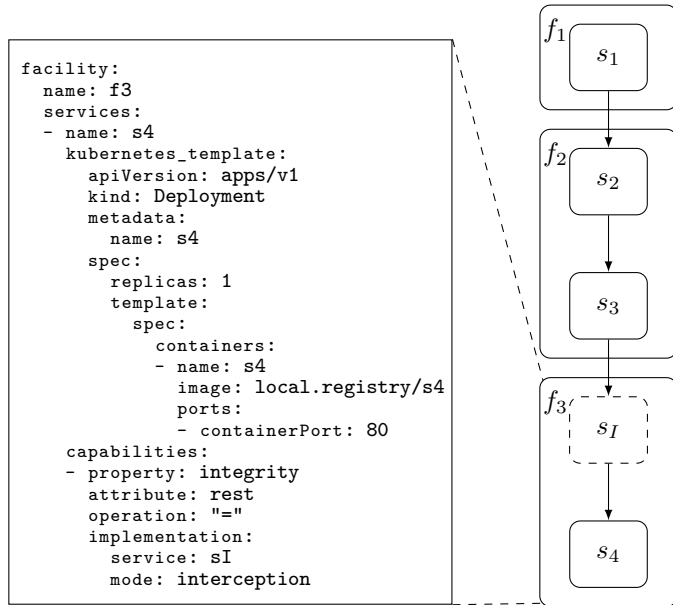 facility:
  name: f3
  services:
  - name: s4
    kubernetes_template:
      apiVersion: apps/v1
      kind: Deployment
      metadata:
        name: s4
      spec:
        replicas: 1
        template:
          spec:
            containers:
            - name: s4
              image: local.registry/s4
              ports:
              - containerPort: 80
    capabilities:
    - property: integrity
      attribute: rest
      operation: "="
      implementation:
        service: sI
        mode: interception
f₁
s₁
f₂
s₂
s₃
f₃
s_I
s₄